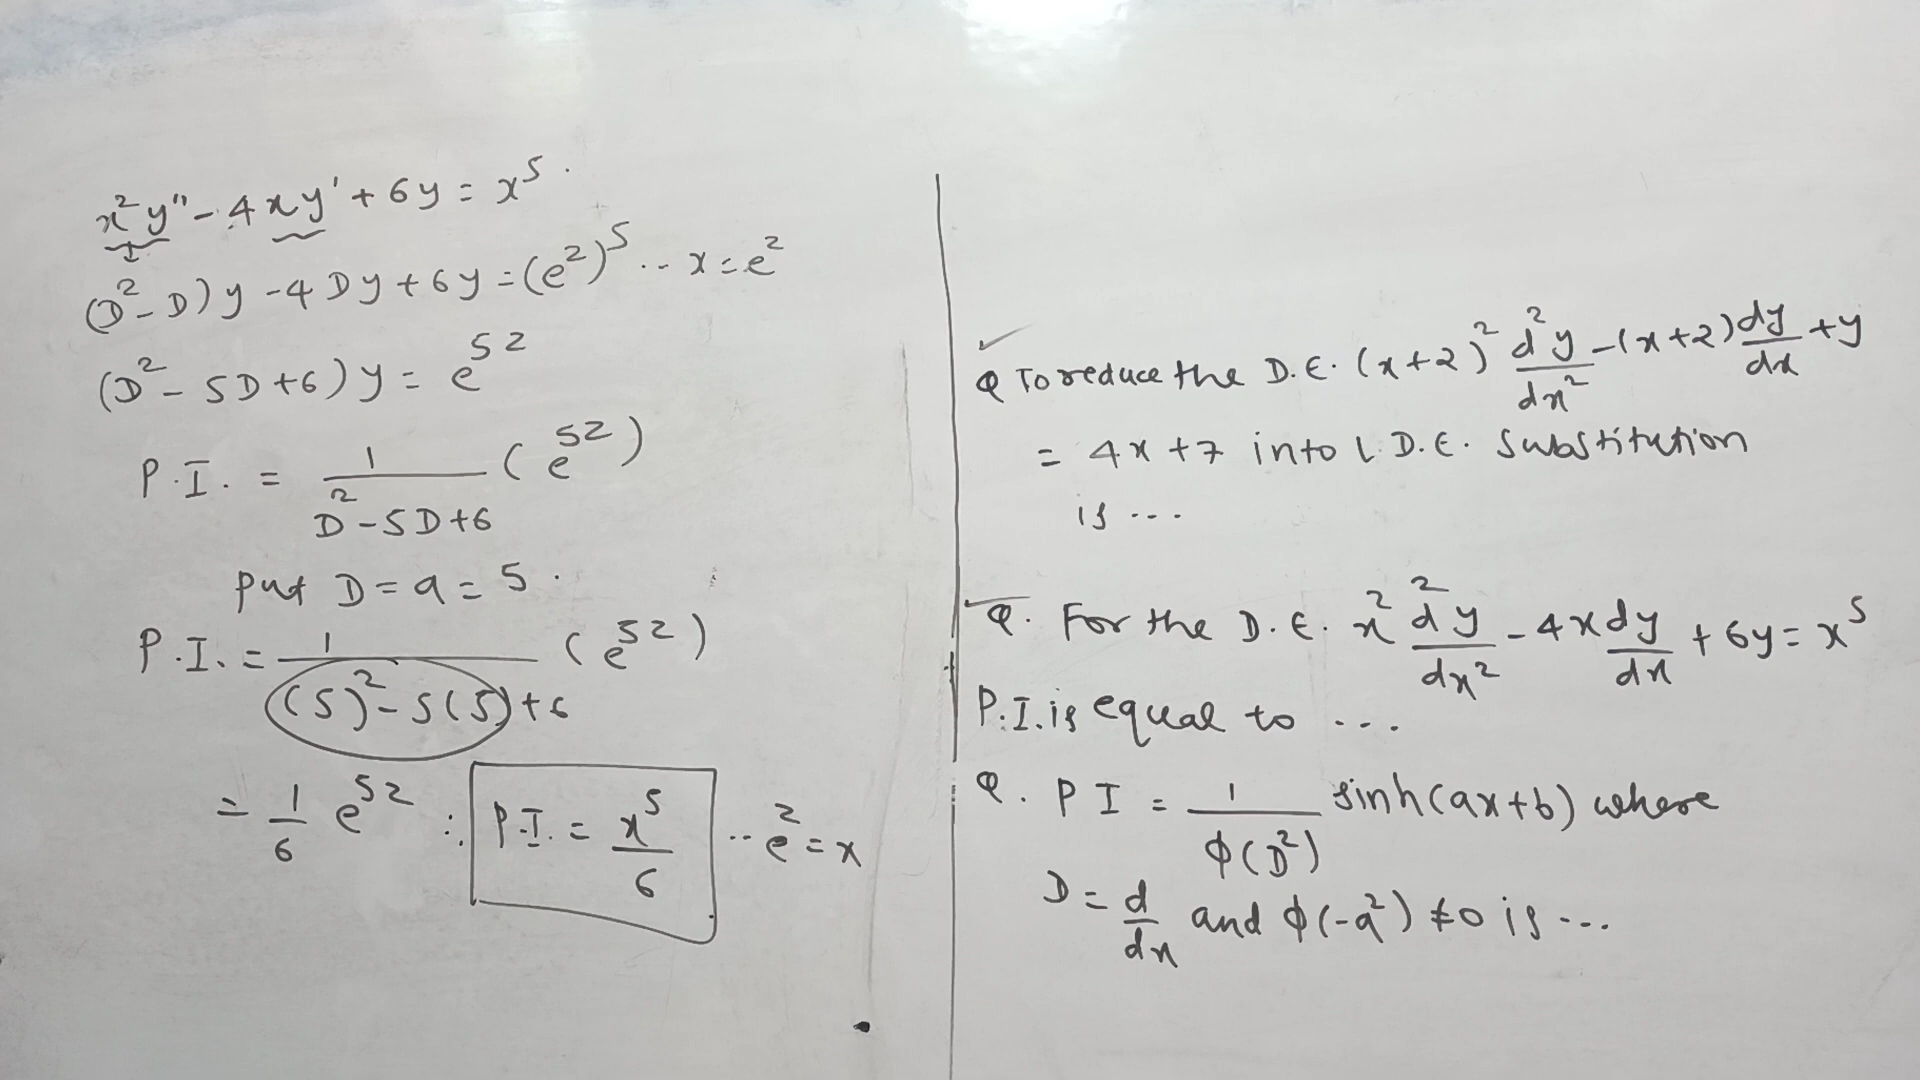 x²y" - 4xy' + 6y = x⁵.
(D² - D)y - 4Dy + 6y = (e^z)⁵ ... x = e^z
(D² - 5D + 6)y = e^5z
P.I. = 1/(D² - 5D + 6) (e^5z)
put D = a = 5.
P.I. = 1/((5)² - 5(5) + 6) (e^5z)
= 1/6 e^5z ∴ P.I. = x⁵/6 ... e^z = x
Q To reduce the D.E. (x+2)² d²y/dx² - (x+2) dy/dx + y
= 4x + 7 into L.D.E. Substitution
is ...
Q. For the D.E. x² d²y/dx² - 4x dy/dx + 6y = x⁵
P.I. is equal to ...
Q. P I = 1/ϕ(D²) sinh(ax+b) where
D = d/dx and ϕ(-a²) ≠ 0 is ...